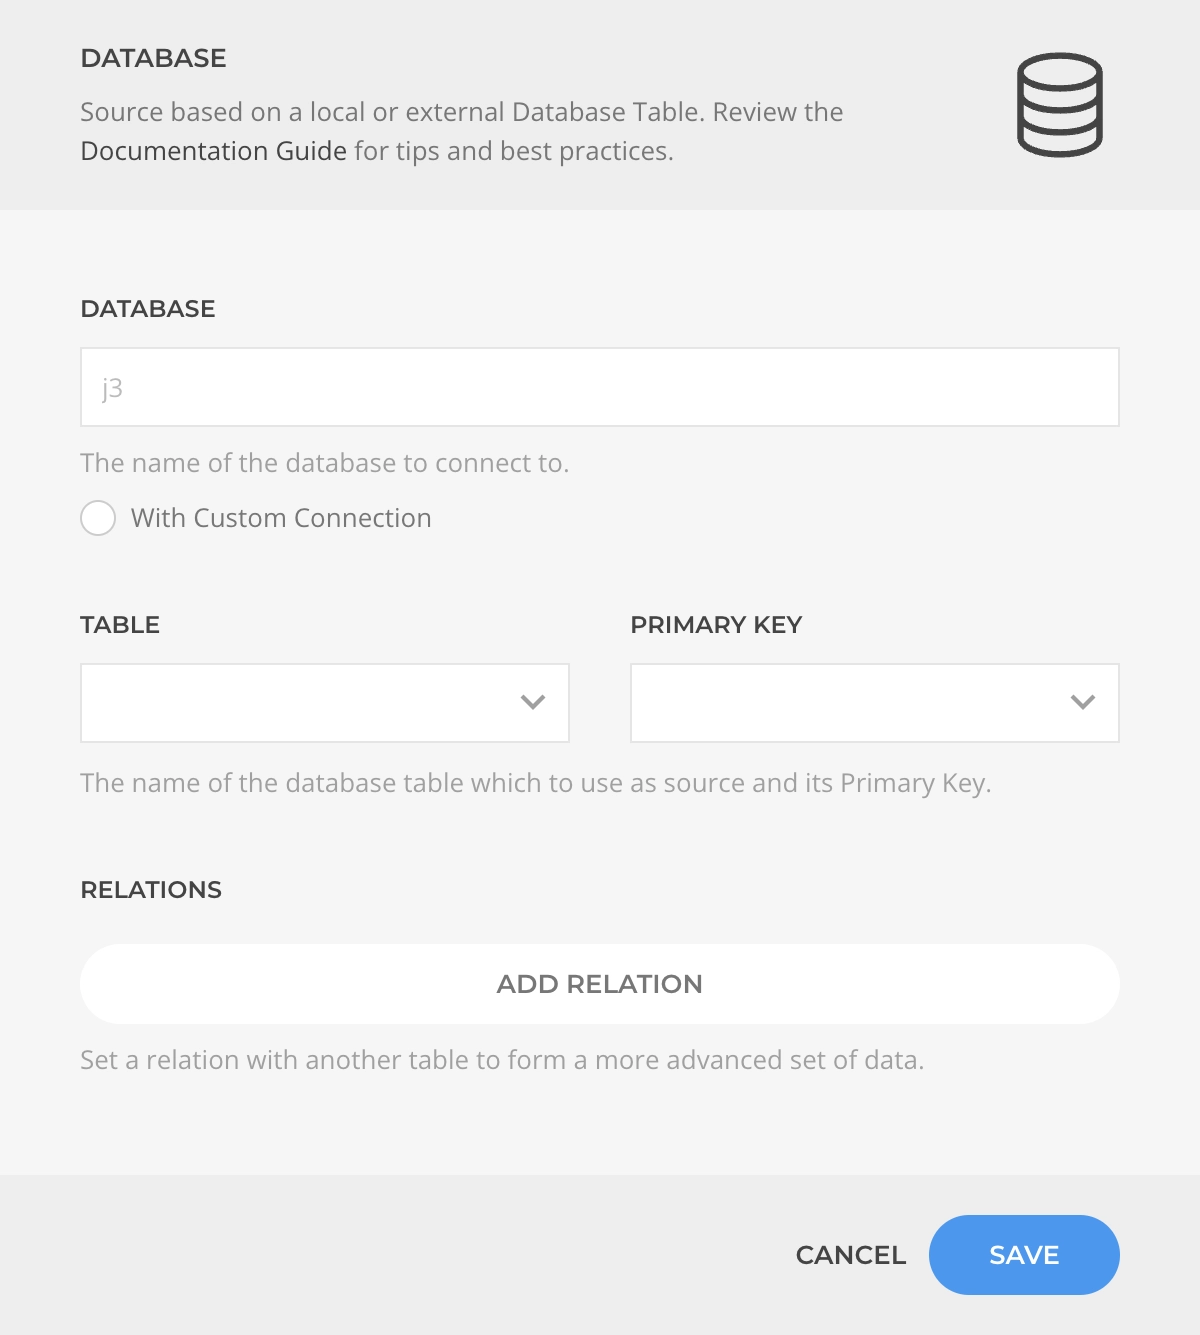 DATABASE
Source based on a local or external Database Table. Review the
Documentation Guide for tips and best practices.
DATABASE
j3
The name of the database to connect to.
With Custom Connection
TABLE
PRIMARY KEY
The name of the database table which to use as source and its Primary Key.
RELATIONS
ADD RELATION
Set a relation with another table to form a more advanced set of data.
CANCEL
SAVE